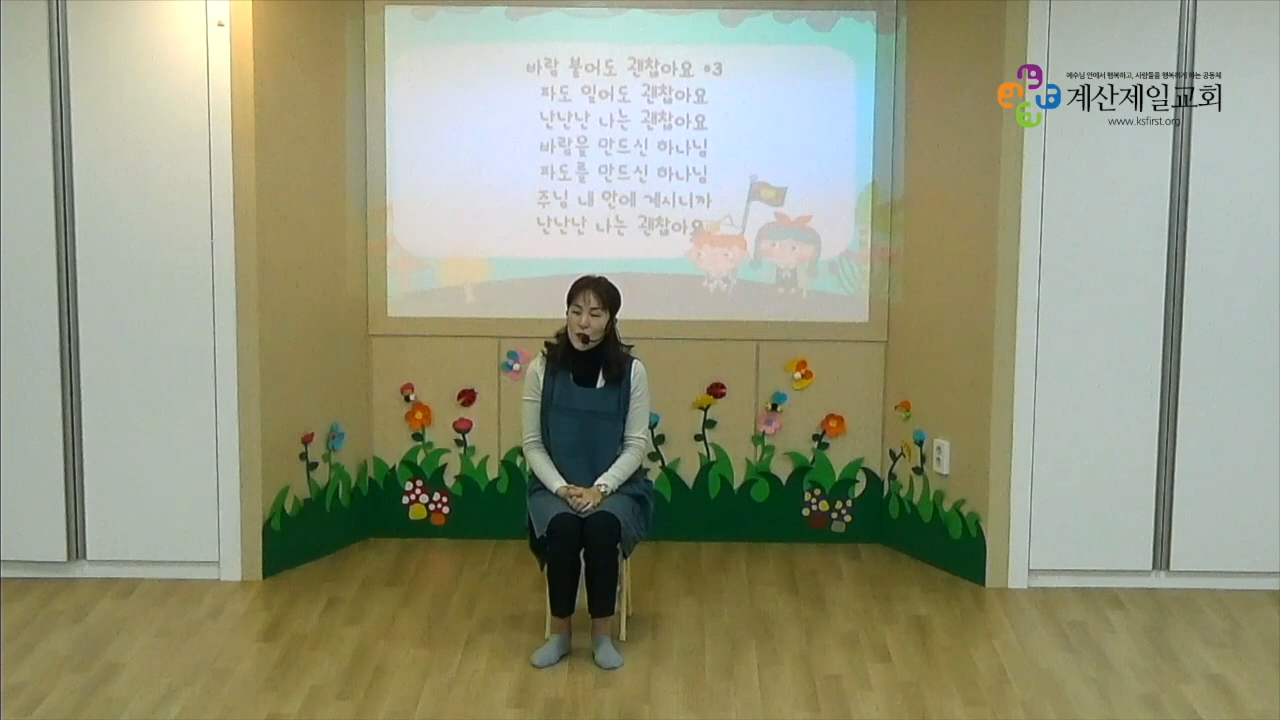 바람 불어도 괜찮아요 *3
파도 일어도 괜찮아요
난난난 나는 괜찮아요
바람을 만드신 하나님
파도를 만드신 하나님
주님 내 안에 계시니까
난난난 나는 괜찮아요
예수님 안에서 행복하고, 사람들을 행복하게 하는 공동체
계산제일교회
www.ksfirst.org